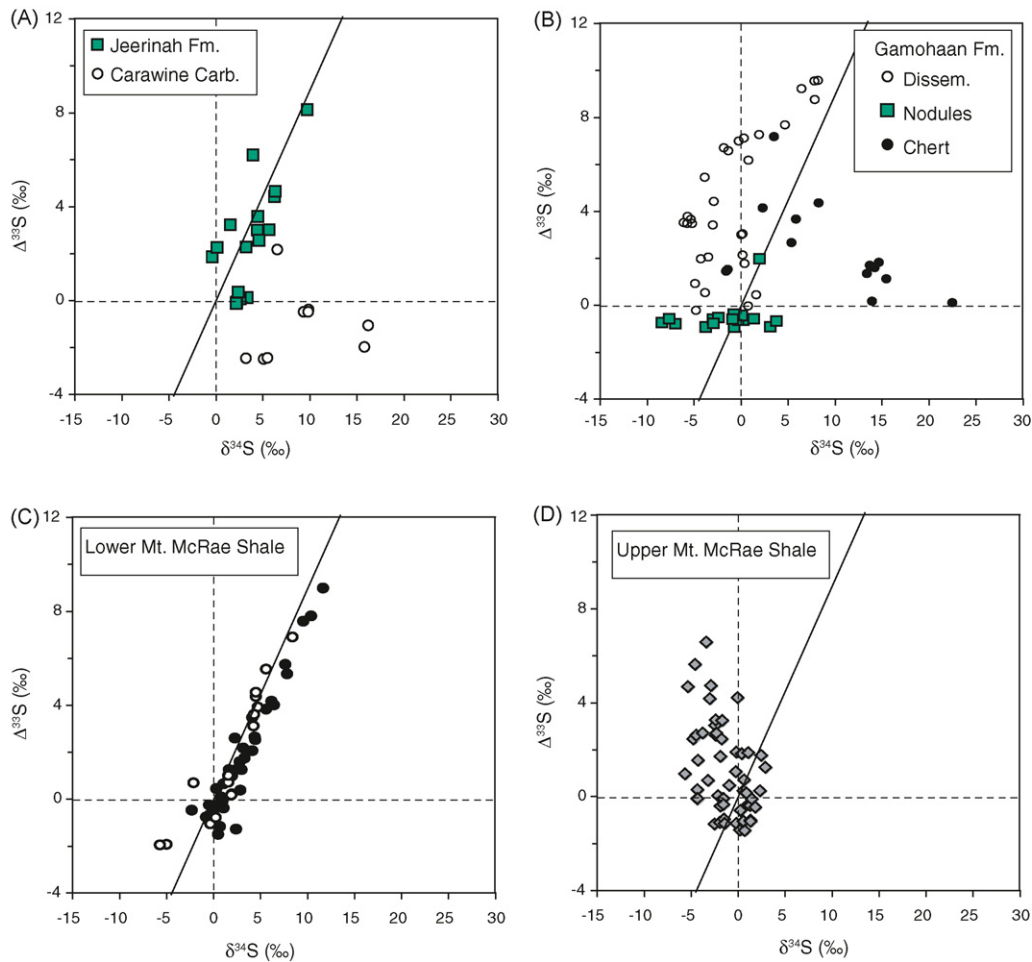 (A)
12
8
4
0
-4
Δ³³S (‰)
Jeerinah Fm.
Carawine Carb.
-15 -10 -5 0 5 10 15 20 25 30
δ³⁴S (‰)
(B)
12
8
4
0
-4
Δ³³S (‰)
Gamohaan Fm.
Dissem.
Nodules
Chert
-15 -10 -5 0 5 10 15 20 25 30
δ³⁴S (‰)
(C)
12
8
4
0
-4
Δ³³S (‰)
Lower Mt. McRae Shale
-15 -10 -5 0 5 10 15 20 25 30
δ³⁴S (‰)
(D)
12
8
4
0
-4
Δ³³S (‰)
Upper Mt. McRae Shale
-15 -10 -5 0 5 10 15 20 25 30
δ³⁴S (‰)